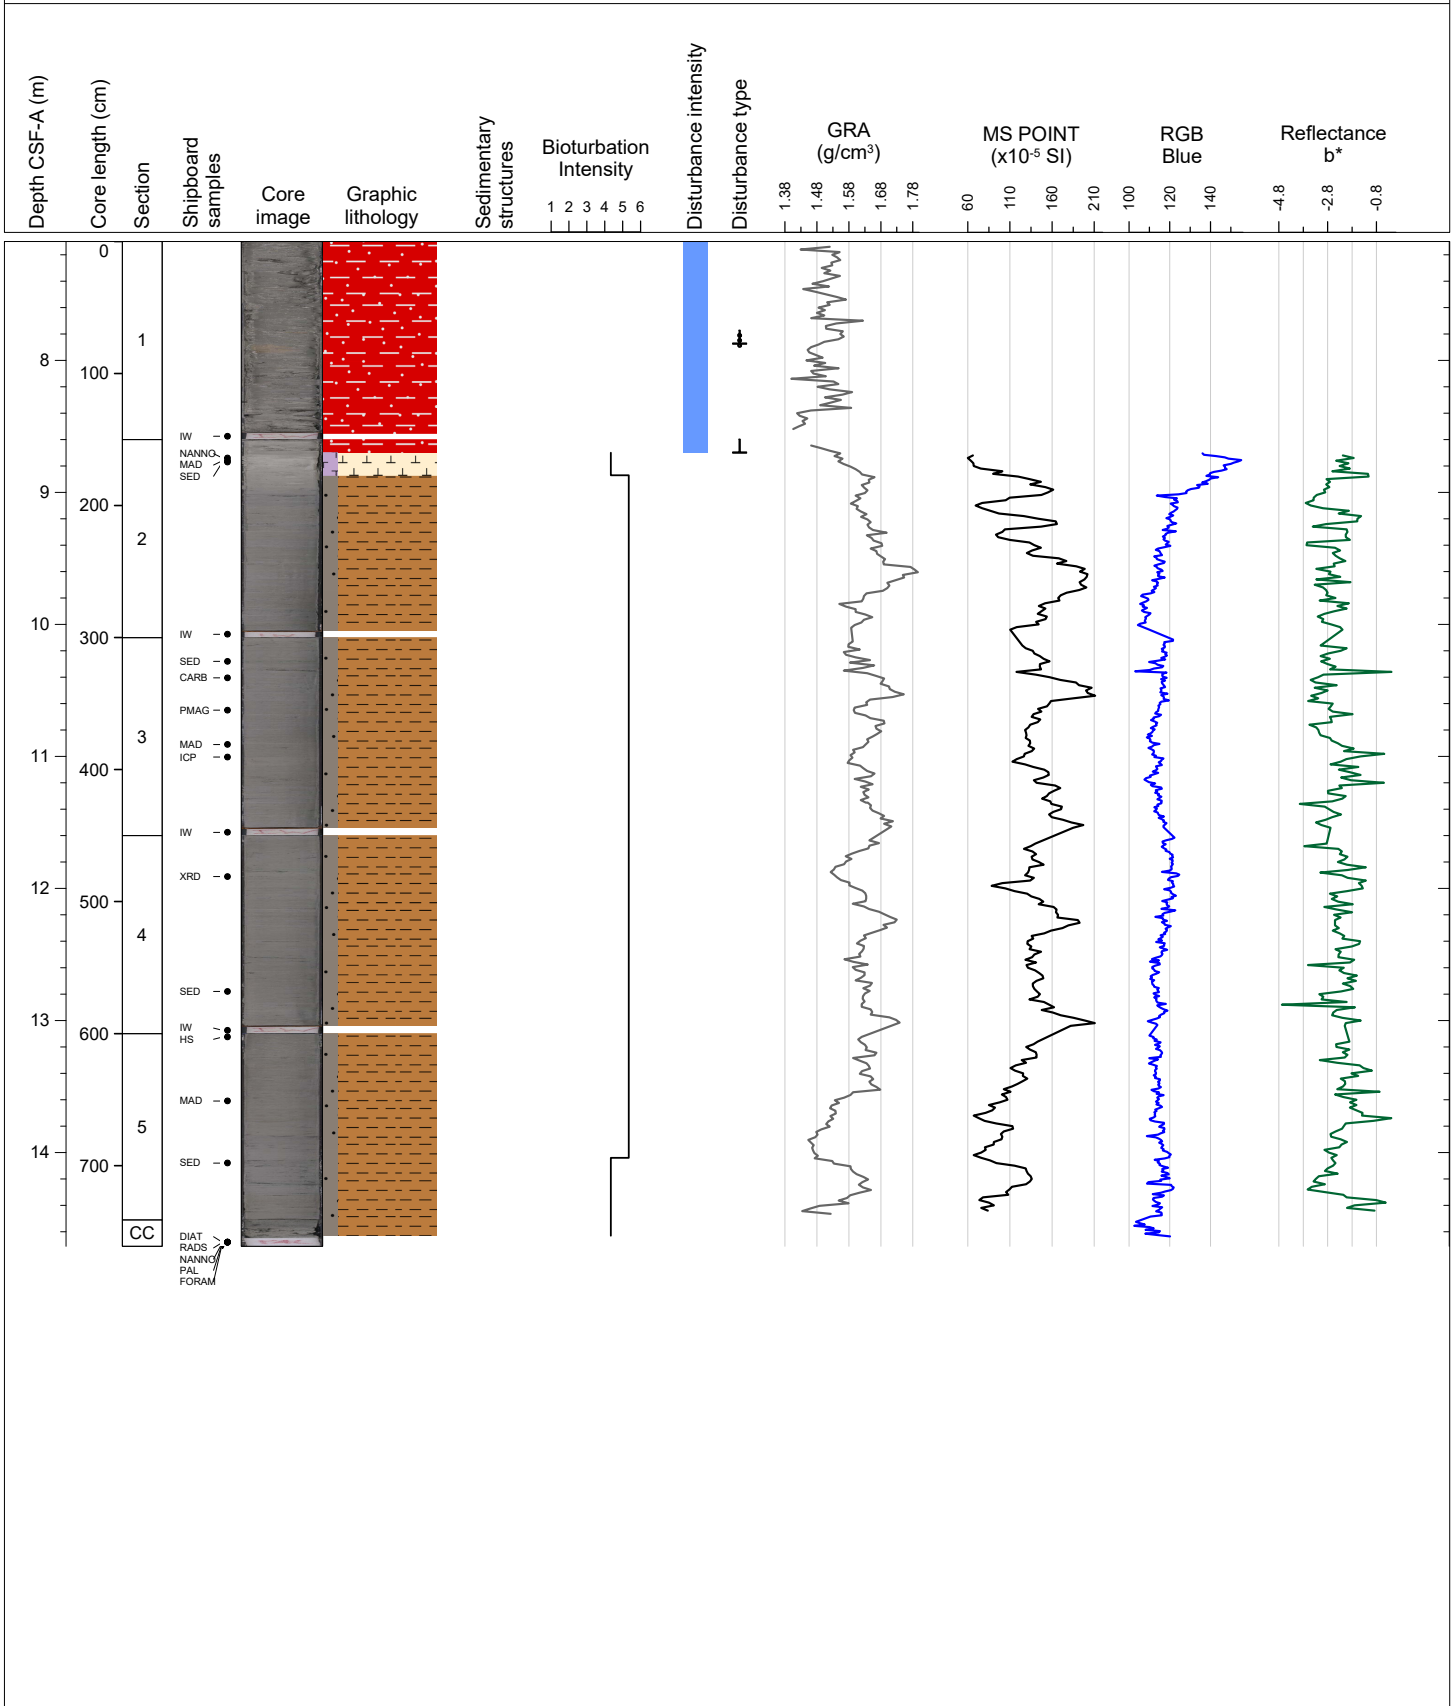 Depth CSF-A (m)
Core length (cm)
Section
Shipboard
samples
Core
image
Graphic
lithology
Sedimentary
structures
Bioturbation
Intensity
1 2 3 4 5 6
Disturbance intensity
Disturbance type
GRA
(g/cm³)
1.38 1.48 1.58 1.68 1.78
MS POINT
(x10⁻⁵ SI)
60 110 160 210
RGB
Blue
100 120 140
Reflectance
b*
-4.8 -2.8 -0.8
0
1
8
100
IW
NANNO
MAD
SED
9
200
2
10
300
IW
SED
CARB
PMAG
3
MAD
11
ICP
400
IW
XRD
12
500
4
SED
13
IW
600
HS
MAD
5
14
SED
700
CC
DIAT
RADS
NANNO
PAL
FORAM